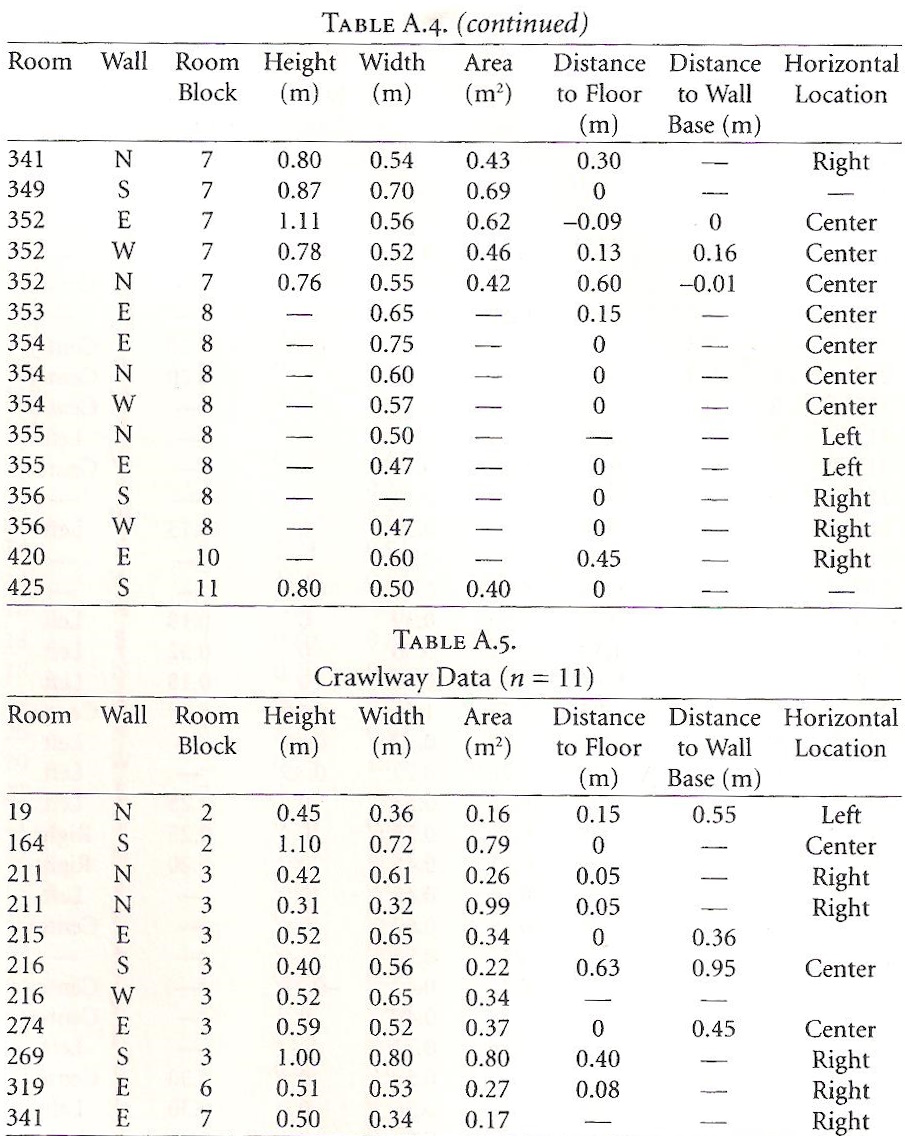 TABLE A.4. (continued)
Room Wall Room Height Width Area Distance Distance Horizontal
Block (m) (m) (m²) to Floor to Wall Location
(m) Base (m)
341 N 7 0.80 0.54 0.43 0.30 — Right
349 S 7 0.87 0.70 0.69 0 — —
352 E 7 1.11 0.56 0.62 –0.09 0 Center
352 W 7 0.78 0.52 0.46 0.13 0.16 Center
352 N 7 0.76 0.55 0.42 0.60 –0.01 Center
353 E 8 — 0.65 — 0.15 — Center
354 E 8 — 0.75 — 0 — Center
354 N 8 — 0.60 — 0 — Center
354 W 8 — 0.57 — 0 — Center
355 N 8 — 0.50 — — — Left
355 E 8 — 0.47 — 0 — Left
356 S 8 — — — 0 — Right
356 W 8 — 0.47 — 0 — Right
420 E 10 — 0.60 — 0.45 — Right
425 S 11 0.80 0.50 0.40 0 — —
TABLE A.5.
Crawlway Data (n = 11)
Room Wall Room Height Width Area Distance Distance Horizontal
Block (m) (m) (m²) to Floor to Wall Location
(m) Base (m)
19 N 2 0.45 0.36 0.16 0.15 0.55 Left
164 S 2 1.10 0.72 0.79 0 — Center
211 N 3 0.42 0.61 0.26 0.05 — Right
211 N 3 0.31 0.32 0.99 0.05 — Right
215 E 3 0.52 0.65 0.34 0 0.36
216 S 3 0.40 0.56 0.22 0.63 0.95 Center
216 W 3 0.52 0.65 0.34 — —
274 E 3 0.59 0.52 0.37 0 0.45 Center
269 S 3 1.00 0.80 0.80 0.40 — Right
319 E 6 0.51 0.53 0.27 0.08 — Right
341 E 7 0.50 0.34 0.17 — — Right